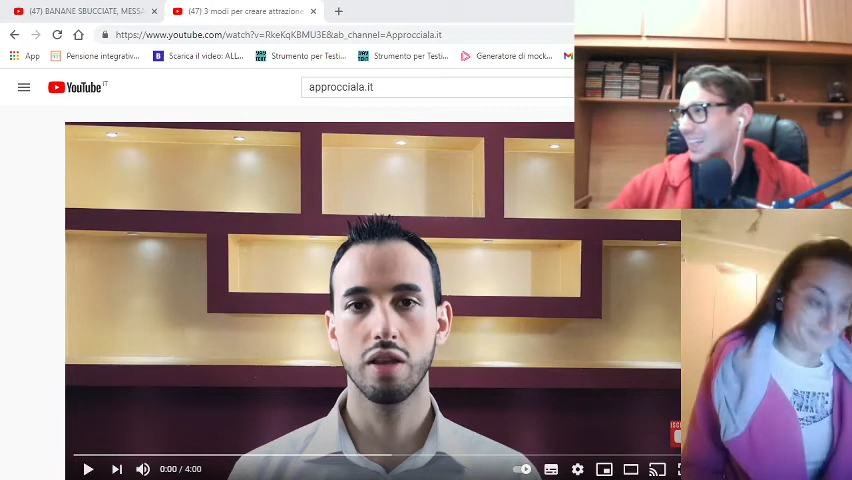 (47) BANANE SBUCCIATE, MESSA
(47) 3 modi per creare attrazione
https://www.youtube.com/watch?v=RkeKqKBMU3E&ab_channel=Approcciala.it
App
Pensione integrativ...
Scarica il video: ALL...
Strumento per Testi...
Strumento per Testi...
Generatore di mock...
YouTube IT
approcciala.it
0:00 / 4:00